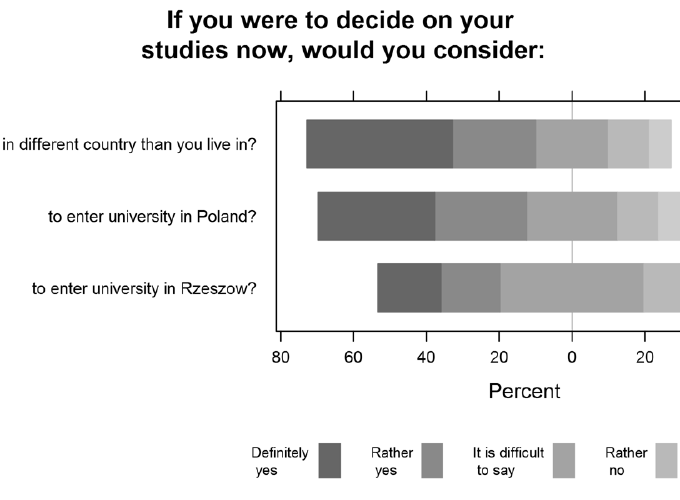 If you were to decide on your
studies now, would you consider:
in different country than you live in?
to enter university in Poland?
to enter university in Rzeszow?
80 60 40 20 0 20
Percent
Definitely yes
Rather yes
It is difficult to say
Rather no